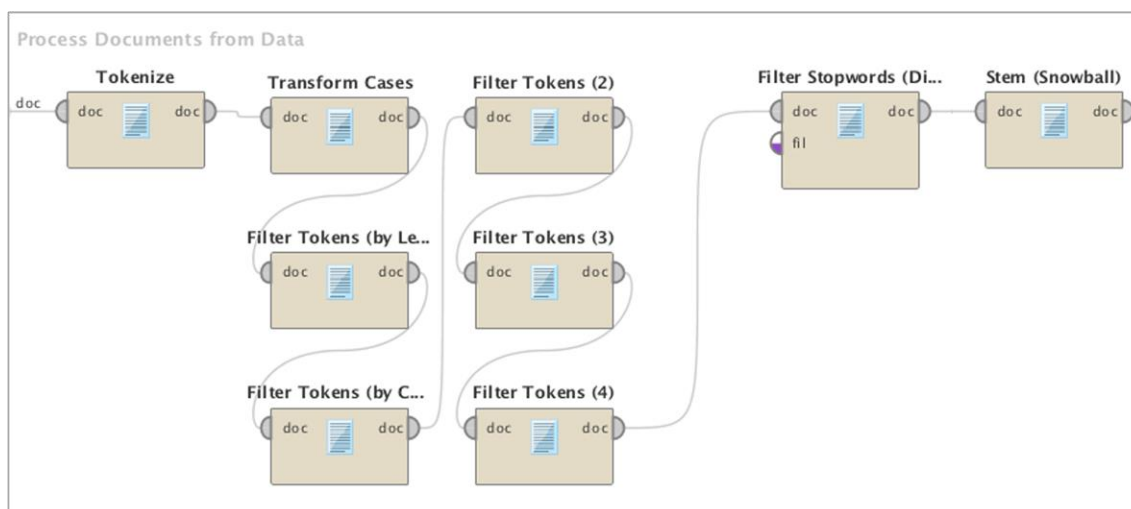 Process Documents from Data
doc
Tokenize
doc doc
Transform Cases
doc doc
Filter Tokens (by Le...
doc doc
Filter Tokens (by C...
doc doc
Filter Tokens (2)
doc doc
Filter Tokens (3)
doc doc
Filter Tokens (4)
doc doc
Filter Stopwords (Di...
doc doc
fil
Stem (Snowball)
doc doc